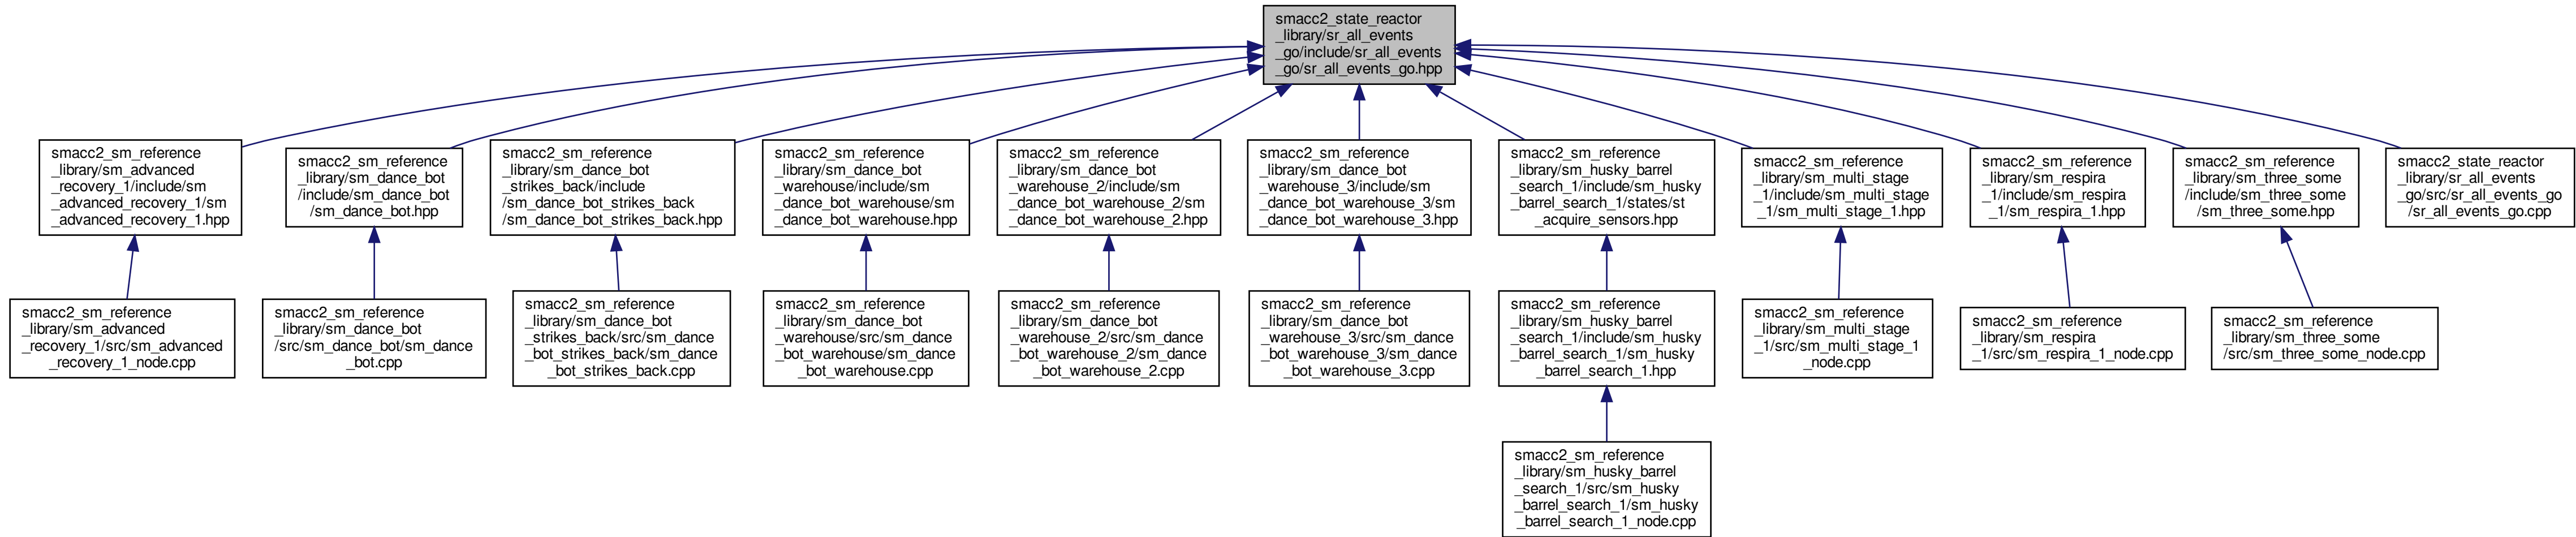 smacc2_state_reactor
_library/sr_all_events
_go/include/sr_all_events
_go/sr_all_events_go.hpp
smacc2_sm_reference
_library/sm_advanced
_recovery_1/include/sm
_advanced_recovery_1/sm
_advanced_recovery_1.hpp
smacc2_sm_reference
_library/sm_dance_bot
/include/sm_dance_bot
/sm_dance_bot.hpp
smacc2_sm_reference
_library/sm_dance_bot
_strikes_back/include
/sm_dance_bot_strikes_back
/sm_dance_bot_strikes_back.hpp
smacc2_sm_reference
_library/sm_dance_bot
_warehouse/include/sm
_dance_bot_warehouse/sm
_dance_bot_warehouse.hpp
smacc2_sm_reference
_library/sm_dance_bot
_warehouse_2/include/sm
_dance_bot_warehouse_2/sm
_dance_bot_warehouse_2.hpp
smacc2_sm_reference
_library/sm_dance_bot
_warehouse_3/include/sm
_dance_bot_warehouse_3/sm
_dance_bot_warehouse_3.hpp
smacc2_sm_reference
_library/sm_husky_barrel
_search_1/include/sm_husky
_barrel_search_1/states/st
_acquire_sensors.hpp
smacc2_sm_reference
_library/sm_multi_stage
_1/include/sm_multi_stage
_1/sm_multi_stage_1.hpp
smacc2_sm_reference
_library/sm_respira
_1/include/sm_respira
_1/sm_respira_1.hpp
smacc2_sm_reference
_library/sm_three_some
/include/sm_three_some
/sm_three_some.hpp
smacc2_state_reactor
_library/sr_all_events
_go/src/sr_all_events_go
/sr_all_events_go.cpp
smacc2_sm_reference
_library/sm_advanced
_recovery_1/src/sm_advanced
_recovery_1_node.cpp
smacc2_sm_reference
_library/sm_dance_bot
/src/sm_dance_bot/sm_dance
_bot.cpp
smacc2_sm_reference
_library/sm_dance_bot
_strikes_back/src/sm_dance
_bot_strikes_back/sm_dance
_bot_strikes_back.cpp
smacc2_sm_reference
_library/sm_dance_bot
_warehouse/src/sm_dance
_bot_warehouse/sm_dance
_bot_warehouse.cpp
smacc2_sm_reference
_library/sm_dance_bot
_warehouse_2/src/sm_dance
_bot_warehouse_2/sm_dance
_bot_warehouse_2.cpp
smacc2_sm_reference
_library/sm_dance_bot
_warehouse_3/src/sm_dance
_bot_warehouse_3/sm_dance
_bot_warehouse_3.cpp
smacc2_sm_reference
_library/sm_husky_barrel
_search_1/include/sm_husky
_barrel_search_1/sm_husky
_barrel_search_1.hpp
smacc2_sm_reference
_library/sm_multi_stage
_1/src/sm_multi_stage_1
_node.cpp
smacc2_sm_reference
_library/sm_respira
_1/src/sm_respira_1_node.cpp
smacc2_sm_reference
_library/sm_three_some
/src/sm_three_some_node.cpp
smacc2_sm_reference
_library/sm_husky_barrel
_search_1/src/sm_husky
_barrel_search_1/sm_husky
_barrel_search_1_node.cpp